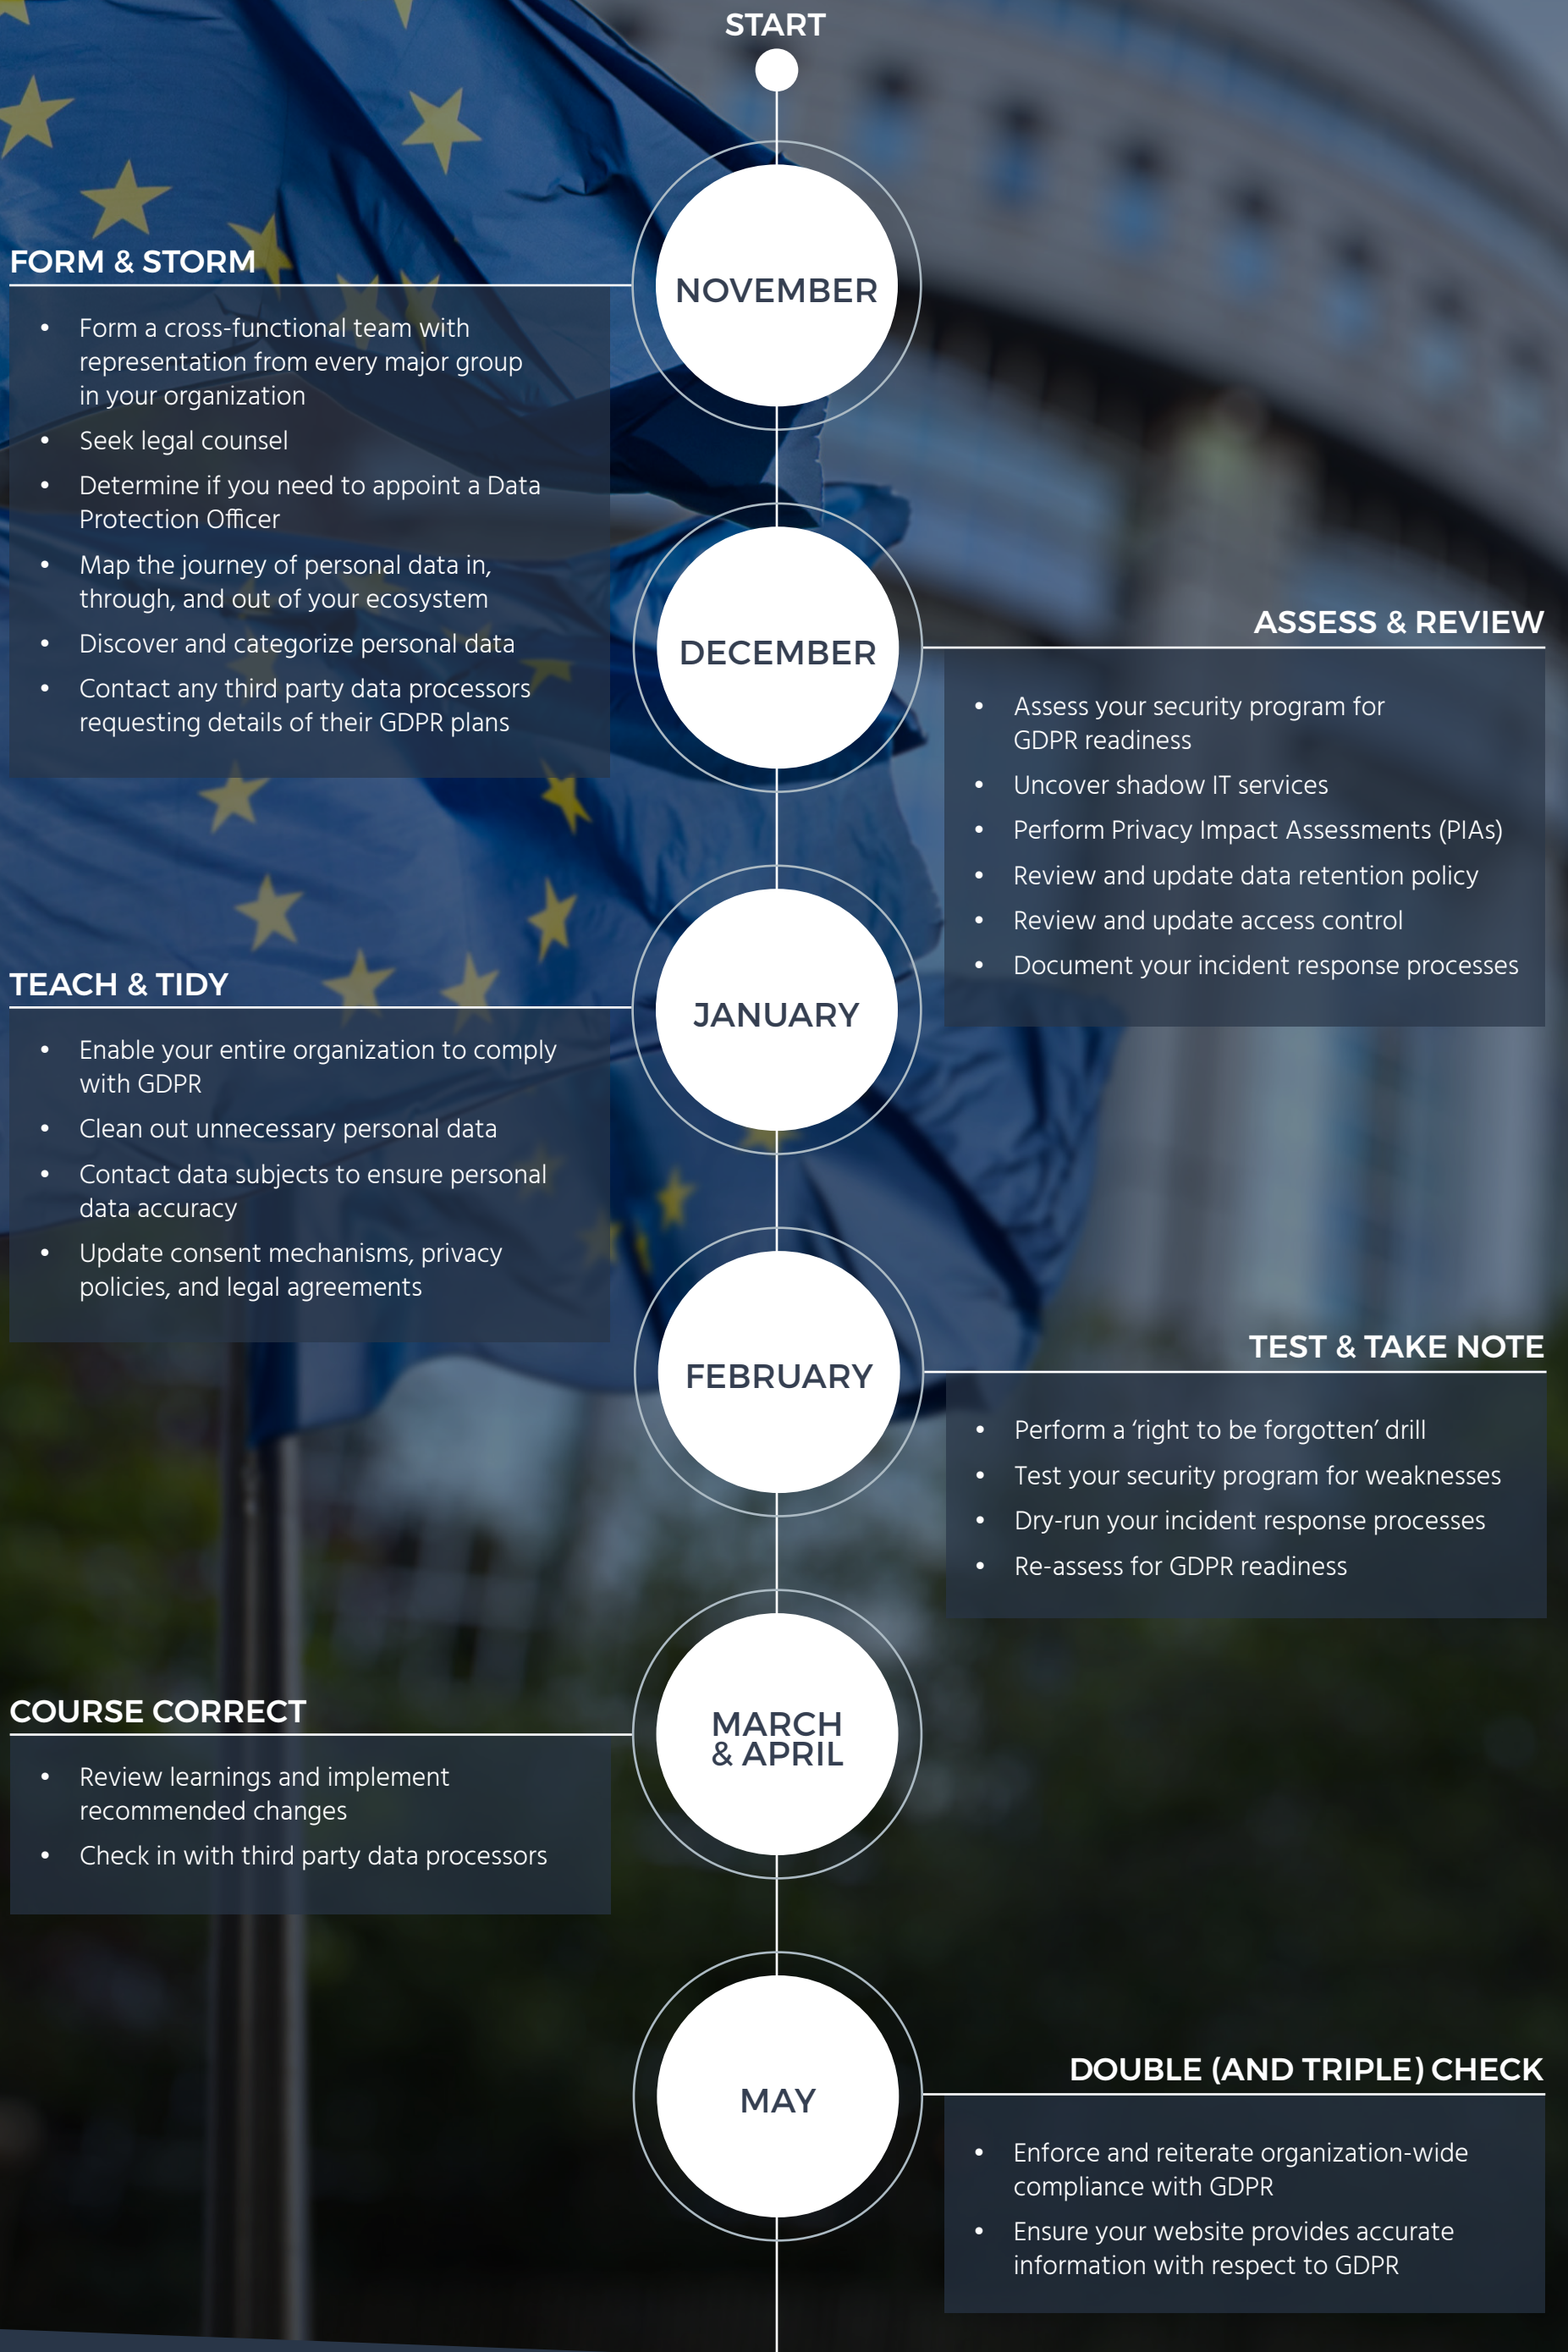 START
NOVEMBER
FORM & STORM
• Form a cross-functional team with
representation from every major group
in your organization
• Seek legal counsel
• Determine if you need to appoint a Data
Protection Officer
• Map the journey of personal data in,
through, and out of your ecosystem
• Discover and categorize personal data
• Contact any third party data processors
requesting details of their GDPR plans
DECEMBER
ASSESS & REVIEW
• Assess your security program for
GDPR readiness
• Uncover shadow IT services
• Perform Privacy Impact Assessments (PIAs)
• Review and update data retention policy
• Review and update access control
• Document your incident response processes
JANUARY
TEACH & TIDY
• Enable your entire organization to comply
with GDPR
• Clean out unnecessary personal data
• Contact data subjects to ensure personal
data accuracy
• Update consent mechanisms, privacy
policies, and legal agreements
FEBRUARY
TEST & TAKE NOTE
• Perform a ‘right to be forgotten’ drill
• Test your security program for weaknesses
• Dry-run your incident response processes
• Re-assess for GDPR readiness
MARCH
& APRIL
COURSE CORRECT
• Review learnings and implement
recommended changes
• Check in with third party data processors
MAY
DOUBLE (AND TRIPLE) CHECK
• Enforce and reiterate organization-wide
compliance with GDPR
• Ensure your website provides accurate
information with respect to GDPR